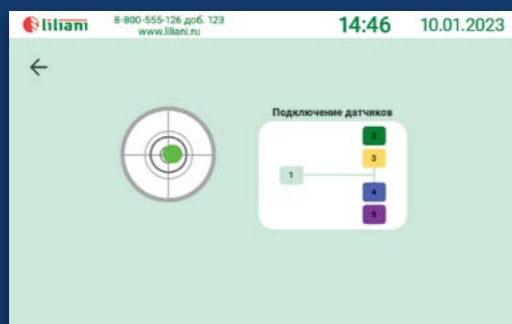 liliani
8-800-555-126 доб. 123
www.liliani.ru
14:46
10.01.2023
Подключение датчиков
2
3
1
4
5